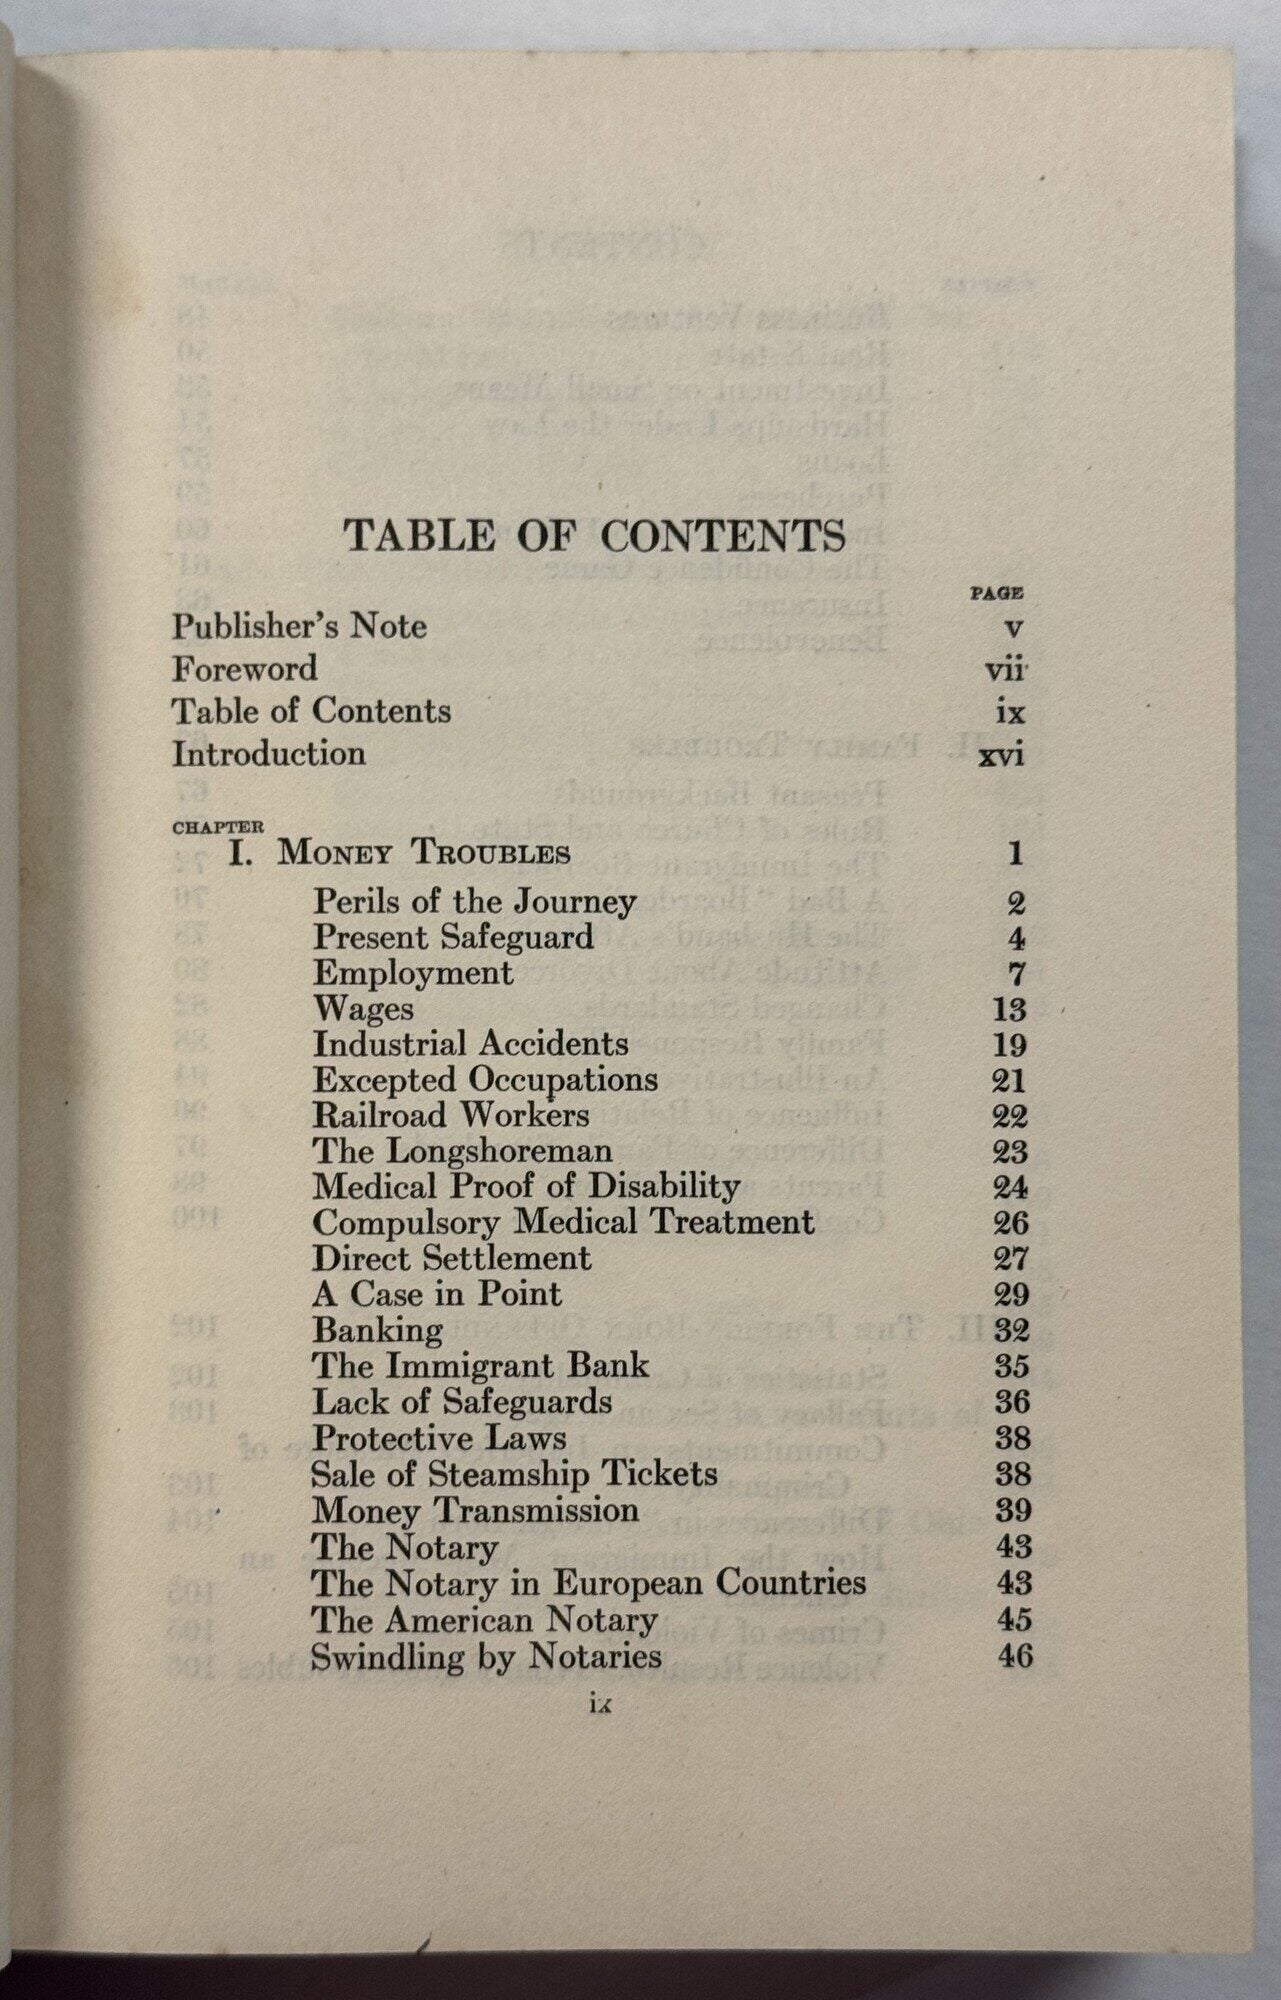 TABLE OF CONTENTS
PAGE
Publisher's Note v
Foreword vii
Table of Contents ix
Introduction xvi
CHAPTER
I. MONEY TROUBLES 1
Perils of the Journey 2
Present Safeguard 4
Employment 7
Wages 13
Industrial Accidents 19
Excepted Occupations 21
Railroad Workers 22
The Longshoreman 23
Medical Proof of Disability 24
Compulsory Medical Treatment 26
Direct Settlement 27
A Case in Point 29
Banking 32
The Immigrant Bank 35
Lack of Safeguards 36
Protective Laws 38
Sale of Steamship Tickets 38
Money Transmission 39
The Notary 43
The Notary in European Countries 43
The American Notary 45
Swindling by Notaries 46
ix